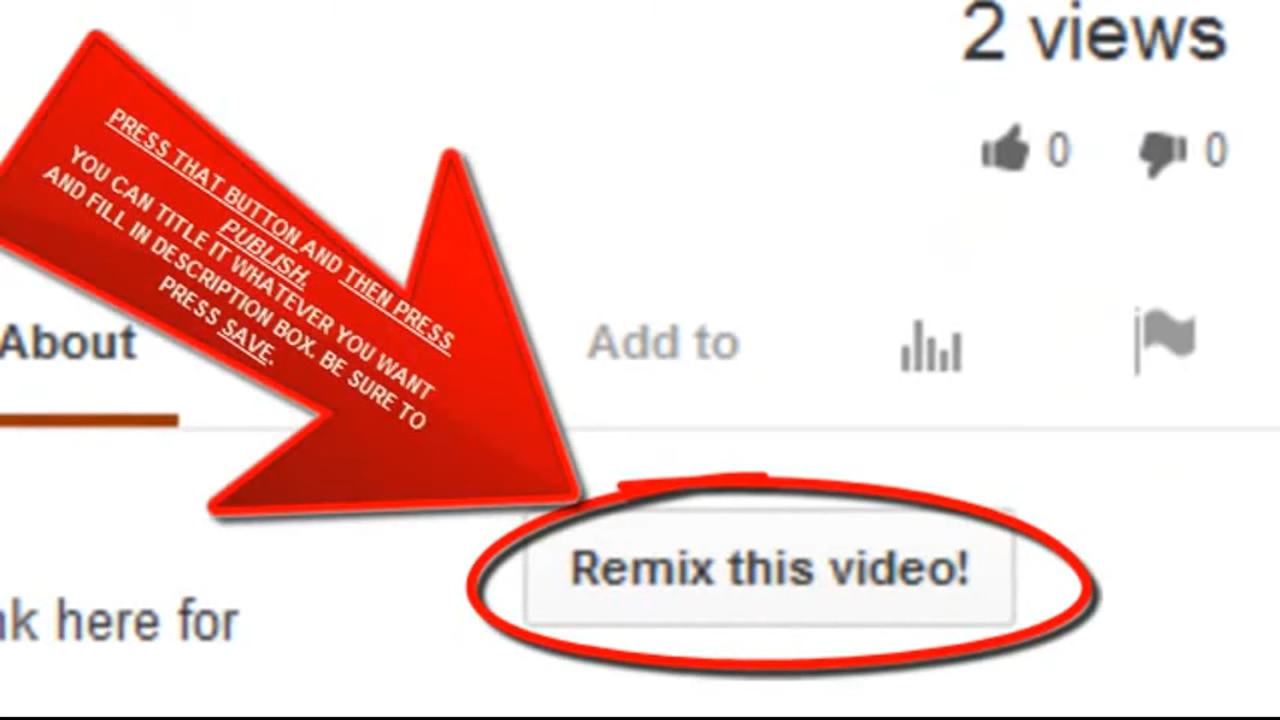 2 views
0 0
PRESS THAT BUTTON AND THEN PRESS
PUBLISH.
YOU CAN TITLE IT WHATEVER YOU WANT
AND FILL IN DESCRIPTION BOX. BE SURE TO
PRESS SAVE.
About Add to
Remix this video!
nk here for